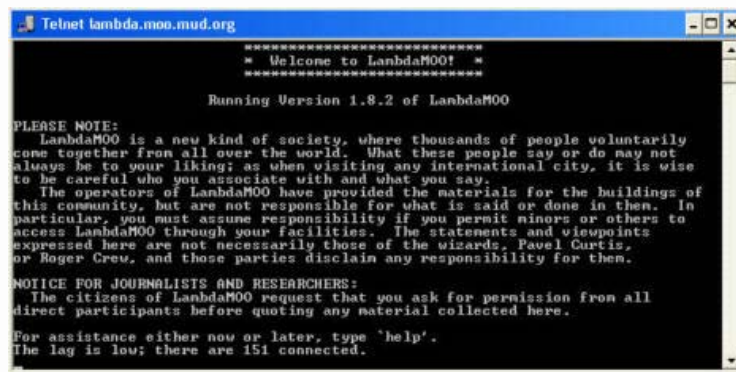 Telnet lambda.moo.mud.org
***************************
* Welcome to LambdaMOO! *
***************************
Running Version 1.8.2 of LambdaMOO
PLEASE NOTE:
LambdaMOO is a new kind of society, where thousands of people voluntarily
come together from all over the world. What these people say or do may not
always be to your liking; as when visiting any international city, it is wise
to be careful who you associate with and what you say.
The operators of LambdaMOO have provided the materials for the buildings of
this community, but are not responsible for what is said or done in them. In
particular, you must assume responsibility if you permit minors or others to
access LambdaMOO through your facilities. The statements and viewpoints
expressed here are not necessarily those of the wizards, Pavel Curtis,
or Roger Crew, and those parties disclaim any responsibility for them.
NOTICE FOR JOURNALISTS AND RESEARCHERS:
The citizens of LambdaMOO request that you ask for permission from all
direct participants before quoting any material collected here.
For assistance either now or later, type `help'.
The lag is low; there are 151 connected.